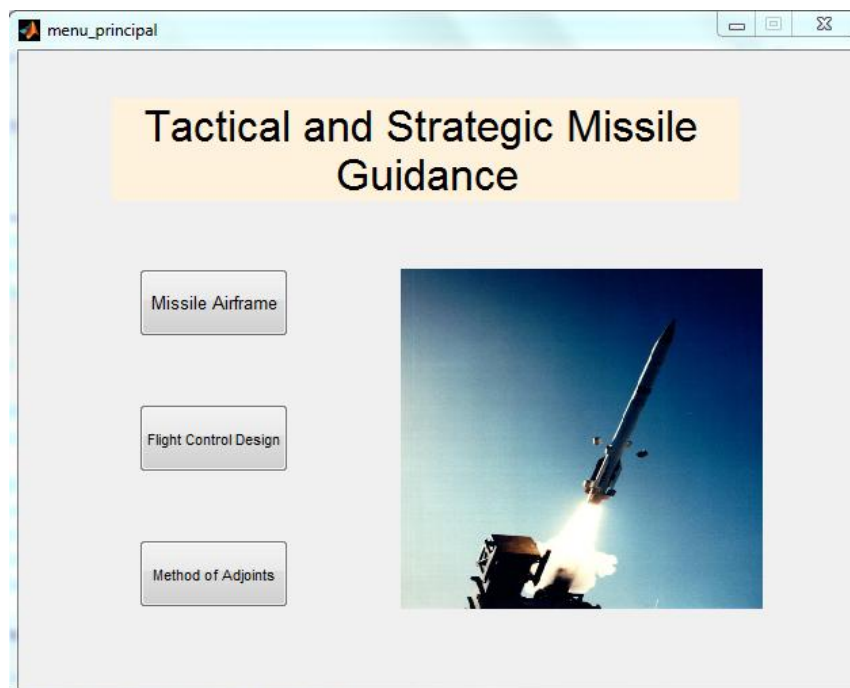 menu_principal
Tactical and Strategic Missile
Guidance
Missile Airframe
Flight Control Design
Method of Adjoints